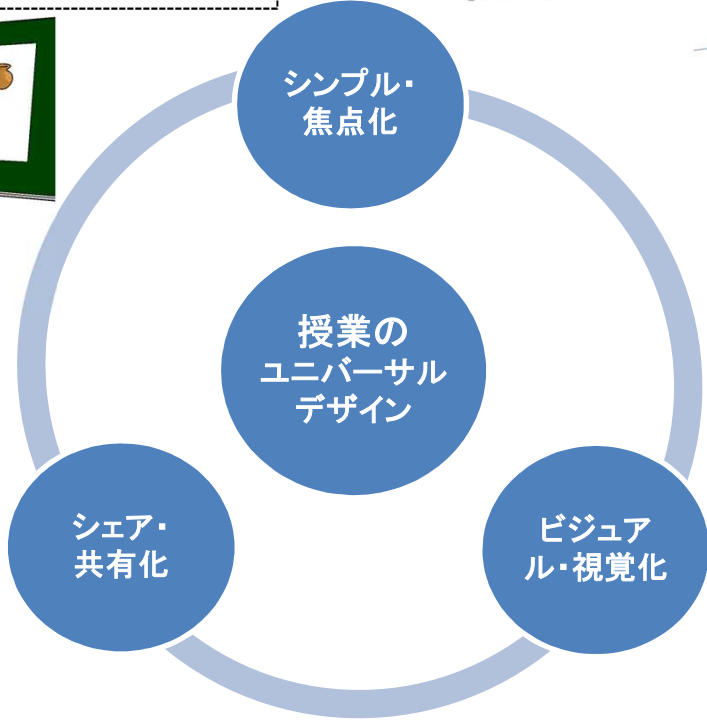 シンプル・
焦点化
授業の
ユニバーサル
デザイン
シェア・
共有化
ビジュア
ル・視覚化